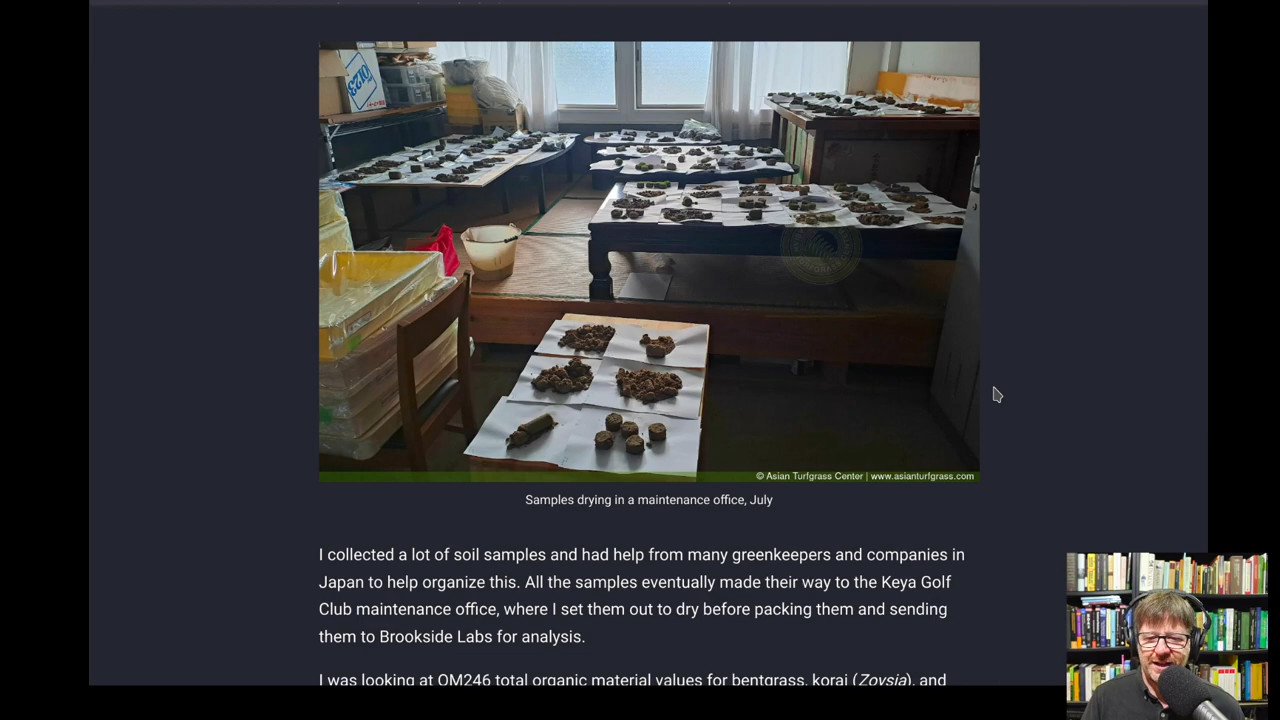 © Asian Turfgrass Center | www.asianturfgrass.com
Samples drying in a maintenance office, July
I collected a lot of soil samples and had help from many greenkeepers and companies in
Japan to help organize this. All the samples eventually made their way to the Keya Golf
Club maintenance office, where I set them out to dry before packing them and sending
them to Brookside Labs for analysis.
I was looking at OM246 total organic material values for bentgrass, korai (Zoysia), and